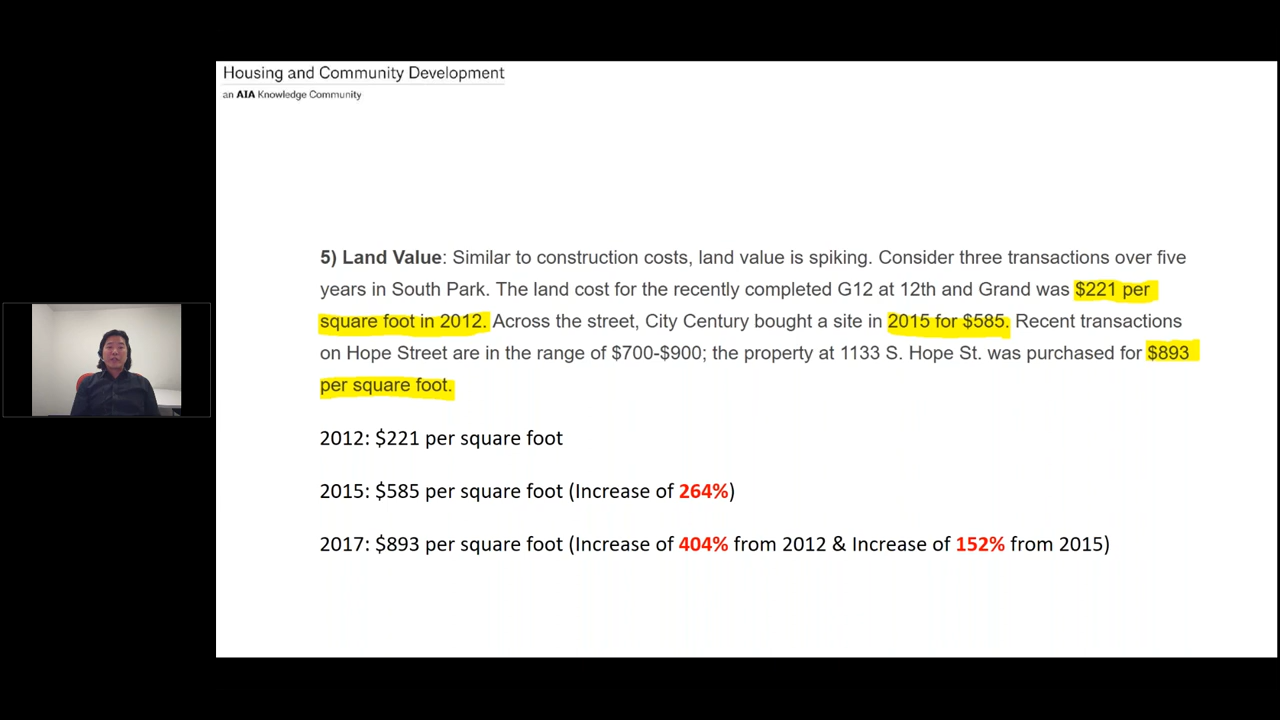 Housing and Community Development
an AIA Knowledge Community
5) Land Value: Similar to construction costs, land value is spiking. Consider three transactions over five
years in South Park. The land cost for the recently completed G12 at 12th and Grand was $221 per
square foot in 2012. Across the street, City Century bought a site in 2015 for $585. Recent transactions
on Hope Street are in the range of $700-$900; the property at 1133 S. Hope St. was purchased for $893
per square foot.
2012: $221 per square foot
2015: $585 per square foot (Increase of 264%)
2017: $893 per square foot (Increase of 404% from 2012 & Increase of 152% from 2015)